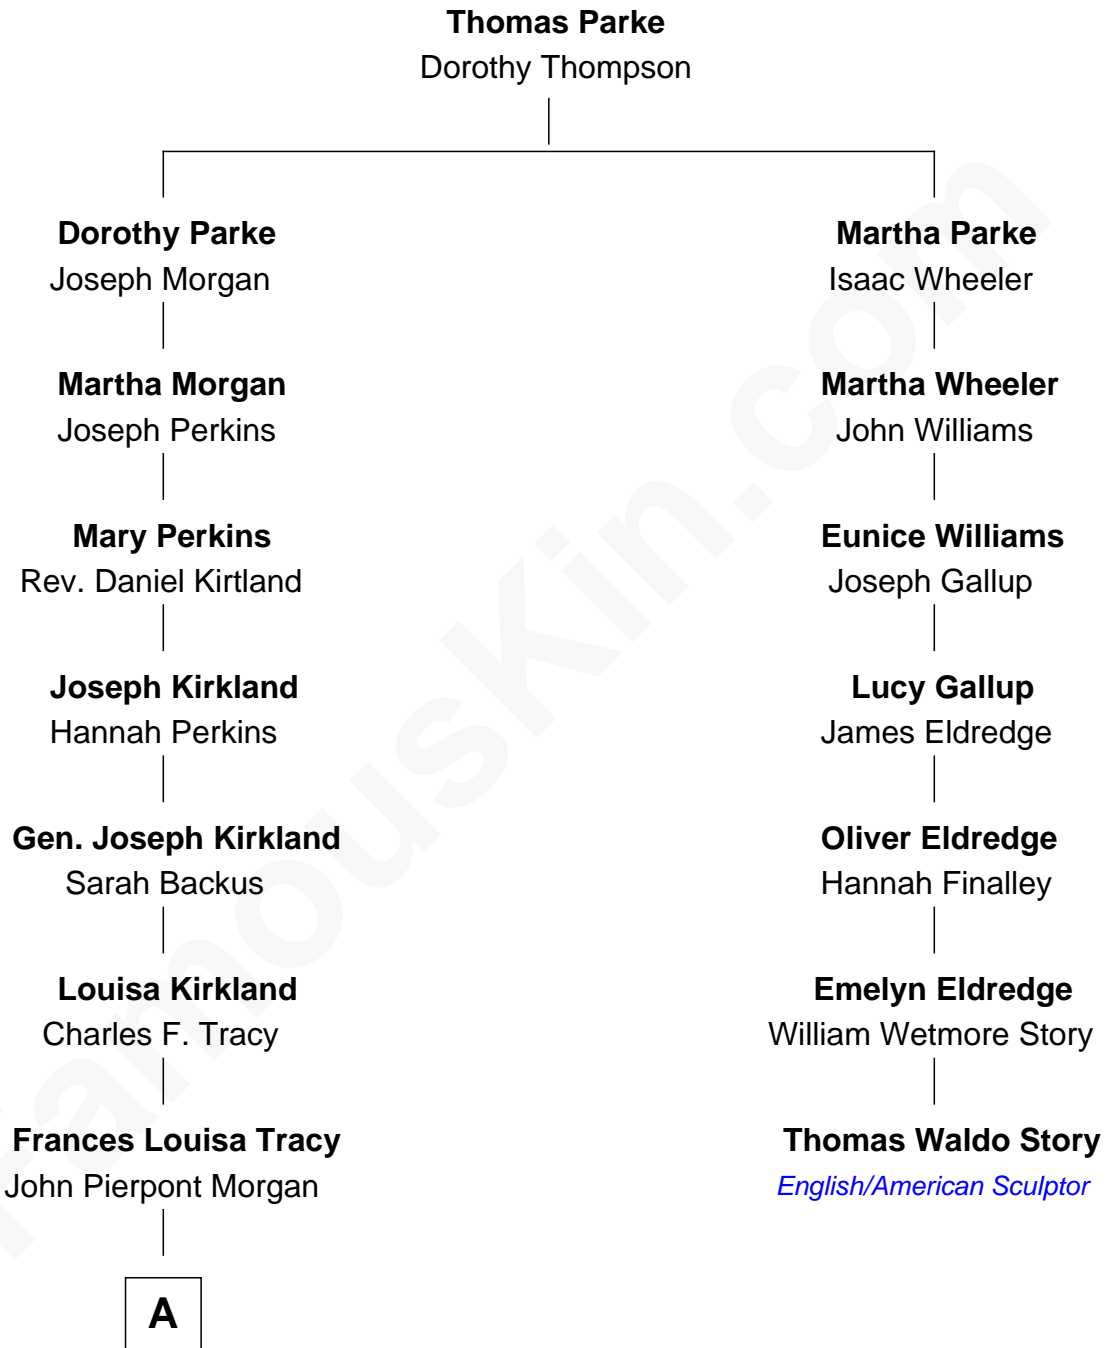 Thomas Parke
Dorothy Thompson
Dorothy Parke
Joseph Morgan
Martha Parke
Isaac Wheeler
Martha Morgan
Joseph Perkins
Martha Wheeler
John Williams
Mary Perkins
Rev. Daniel Kirtland
Eunice Williams
Joseph Gallup
Joseph Kirkland
Hannah Perkins
Lucy Gallup
James Eldredge
Gen. Joseph Kirkland
Sarah Backus
Oliver Eldredge
Hannah Finalley
Louisa Kirkland
Charles F. Tracy
Emelyn Eldredge
William Wetmore Story
Frances Louisa Tracy
John Pierpont Morgan
Thomas Waldo Story
English/American Sculptor
A
FamousKin.com